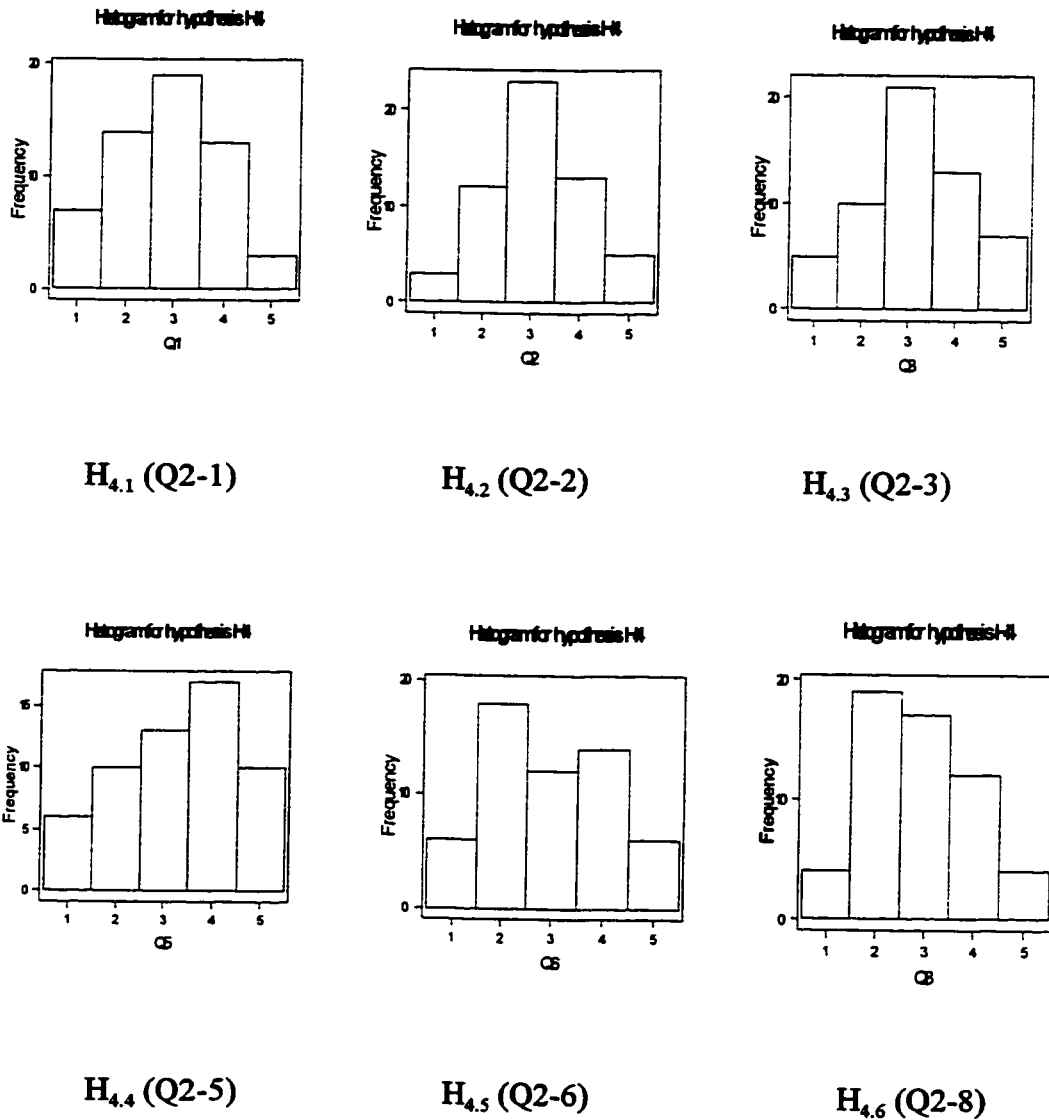 Histogram for hypothesis H4
20
10
0
Frequency
1 2 3 4 5
Q1
H4.1 (Q2-1)
Histogram for hypothesis H4
20
10
0
Frequency
1 2 3 4 5
Q2
H4.2 (Q2-2)
Histogram for hypothesis H4
20
10
0
Frequency
1 2 3 4 5
Q3
H4.3 (Q2-3)
Histogram for hypothesis H4
15
10
5
0
Frequency
1 2 3 4 5
Q5
H4.4 (Q2-5)
Histogram for hypothesis H4
20
10
0
Frequency
1 2 3 4 5
Q6
H4.5 (Q2-6)
Histogram for hypothesis H4
20
10
0
Frequency
1 2 3 4 5
H4.6 (Q2-8)